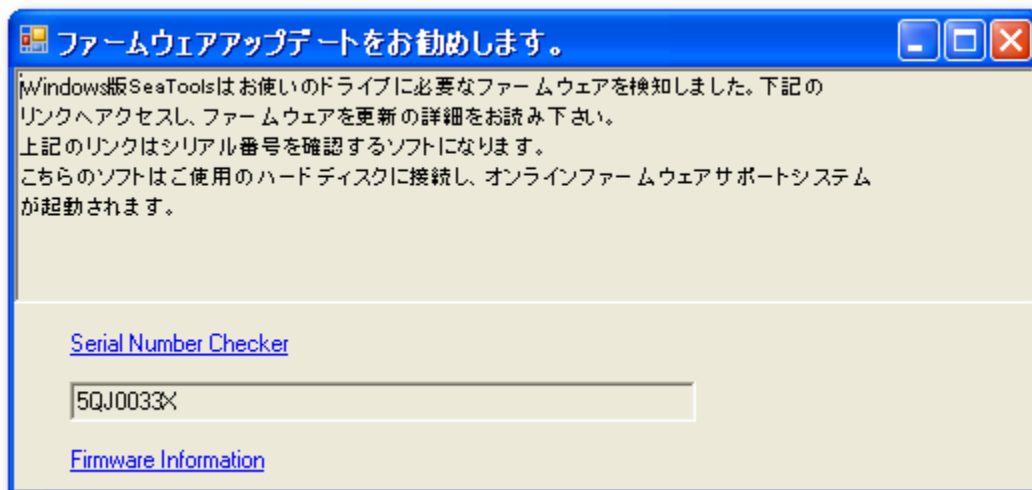 ファームウェアアップデートをお勧めします。
Windows版SeaToolsはお使いのドライブに必要なファームウェアを検知しました。下記の
リンクへアクセスし、ファームウェアを更新の詳細をお読み下さい。
上記のリンクはシリアル番号を確認するソフトになります。
こちらのソフトはご使用のハードディスクに接続し、オンラインファームウェアサポートシステム
が起動されます。
Serial Number Checker
5QJ0033X
Firmware Information